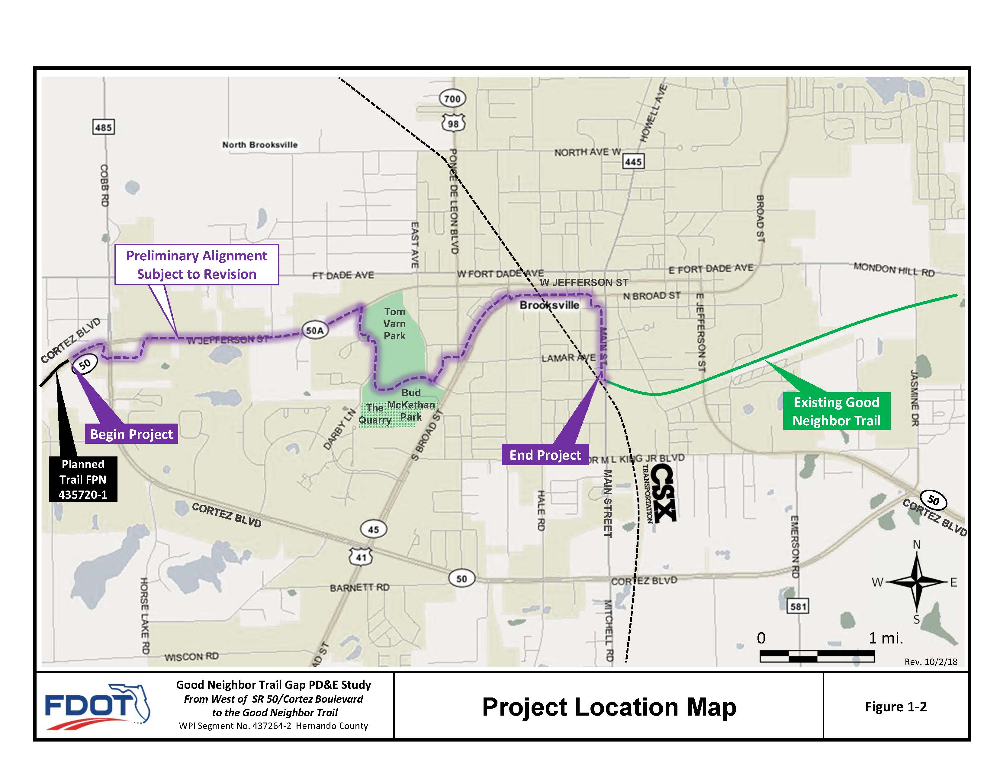 700
98
485
North Brooksville
HOWELL AVE
NORTH AVE W
445
COBB RD
PONCE DE LEON BLVD
BROAD ST
EAST AVE
Preliminary Alignment
Subject to Revision
FT DADE AVE
W FORT DADE AVE
E FORT DADE AVE
MONDON HILL RD
W JEFFERSON ST
N BROAD ST
Brooksville
Tom
Varn
Park
50A
W JEFFERSON ST
CORTEZ BLVD
50
MAIN ST
E JEFFERSON ST
LAMAR AVE
JASMINE DR
Bud
McKethan
Park
The
Quarry
Existing Good
Neighbor Trail
DARBY LN
S BROAD ST
Begin Project
End Project
DR M L KING JR BLVD
Planned
Trail FPN
435720-1
CSX
TRANSPORTATION
MAIN STREET
HALE RD
CORTEZ BLVD
45
41
50
CORTEZ BLVD
EMERSON RD
50
CORTEZ BLVD
BARNETT RD
HORSE LAKE RD
MITCHELL RD
581
N
W
E
S
0
1 mi.
WISCON RD
AD ST
Rev. 10/2/18
FDOT
Good Neighbor Trail Gap PD&E Study
From West of SR 50/Cortez Boulevard
to the Good Neighbor Trail
WPI Segment No. 437264-2 Hernando County
Project Location Map
Figure 1-2